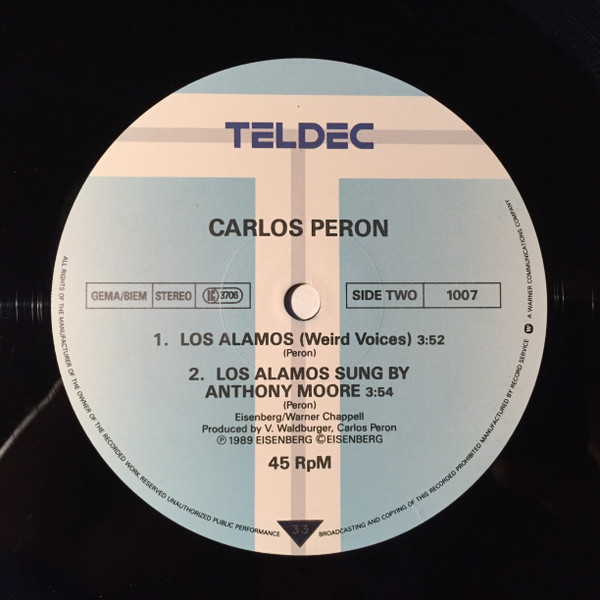 TELDEC
CARLOS PERON
GEMA/BIEM STEREO LC 3706
SIDE TWO 1007
1. LOS ALAMOS (Weird Voices) 3:52
(Peron)
2. LOS ALAMOS SUNG BY
ANTHONY MOORE 3:54
(Peron)
Eisenberg/Warner Chappell
Produced by V. Waldburger, Carlos Peron
℗ 1989 EISENBERG ©EISENBERG
45 RpM
33
ALL RIGHTS OF THE MANUFACTURER OF THE OWNER OF THE RECORDED WORK RESERVED UNAUTHORIZED PUBLIC PERFORMANCE BROADCASTING AND COPYING OF THIS RECORDED PROHIBITED MANUFACTURED BY RECORD SERVICE A WARNER COMMUNICATIONS COMPANY